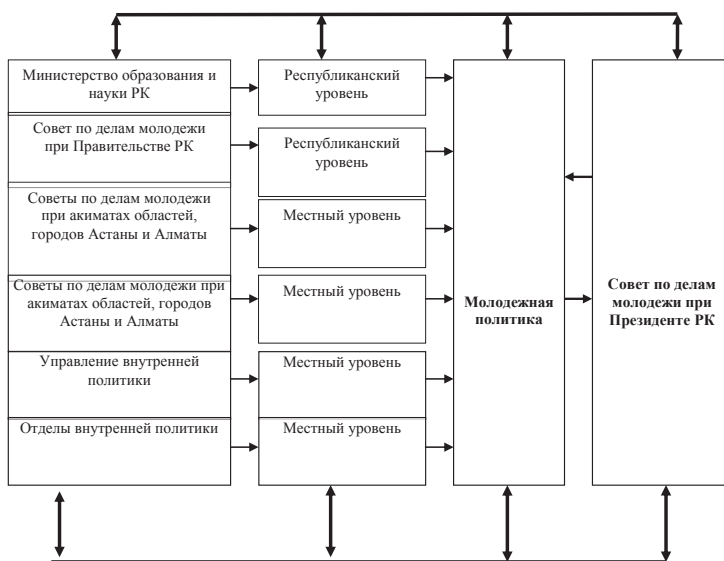 Министерство образования и
науки РК
Республиканский
уровень
Совет по делам молодежи
при Правительстве РК
Республиканский
уровень
Советы по делам молодежи
при акиматах областей,
городов Астаны и Алматы
Местный уровень
Советы по делам молодежи при
акиматах областей, городов
Астаны и Алматы
Местный уровень
Управление внутренней
политики
Местный уровень
Отделы внутренней политики
Местный уровень
Молодежная
политика
Совет по делам
молодежи при
Президенте РК